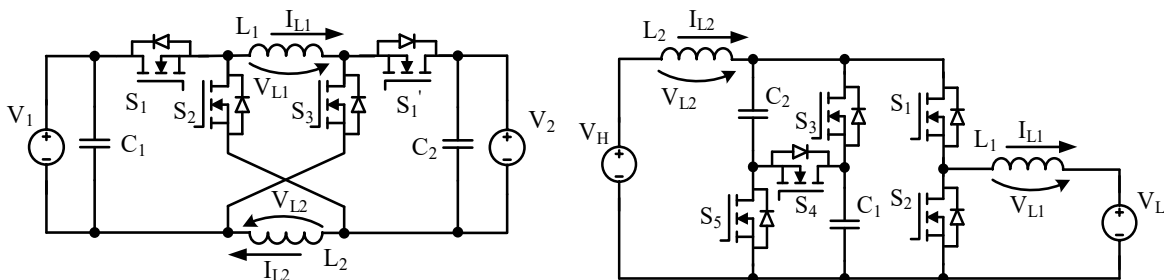 L1 IL1
S1 S2 VL1 S3 S1'
V1 C1 C2 V2
VL2
IL2 L2
L2 IL2
VL2
C2 S3 S1
VH
L1 IL1
S5 S4 C1 S2 VL1 VL